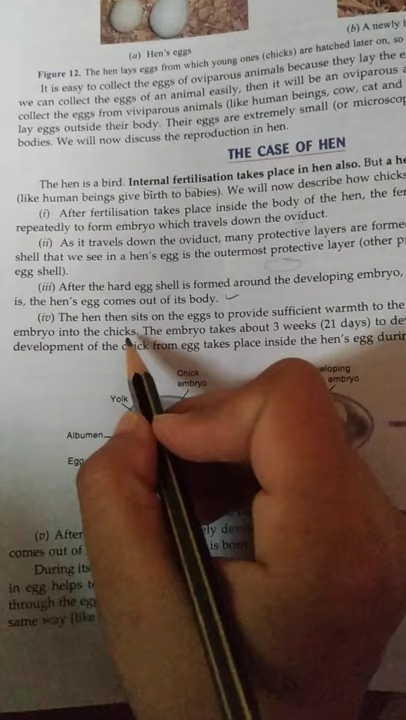 (a) Hen's eggs
(b) A newly
Figure 12. The hen lays eggs from which young ones (chicks) are hatched later on, so
It is easy to collect the eggs of oviparous animals because they lay the e
we can collect the eggs of an animal easily, then it will be an oviparous a
collect the eggs from viviparous animals (like human beings, cow, cat and
lay eggs outside their body. Their eggs are extremely small (or microscop
bodies. We will now discuss the reproduction in hen.
THE CASE OF HEN
The hen is a bird. Internal fertilisation takes place in hen also. But a he
(like human beings give birth to babies). We will now describe how chicks
(i) After fertilisation takes place inside the body of the hen, the fer
repeatedly to form embryo which travels down the oviduct.
(ii) As it travels down the oviduct, many protective layers are forme
shell that we see in a hen's egg is the outermost protective layer (other p
egg shell).
(iii) After the hard egg shell is formed around the developing embryo,
is, the hen's egg comes out of its body.
(iv) The hen then sits on the eggs to provide sufficient warmth to the
embryo into the chicks. The embryo takes about 3 weeks (21 days) to de
development of the chick from egg takes place inside the hen's egg durin
Chick
embryo
eloping
embryo
Yolk
Albumen
Egg
(v) After
ely deve
comes out of
is bo
During its
in egg helps t
through the eg
same way (like